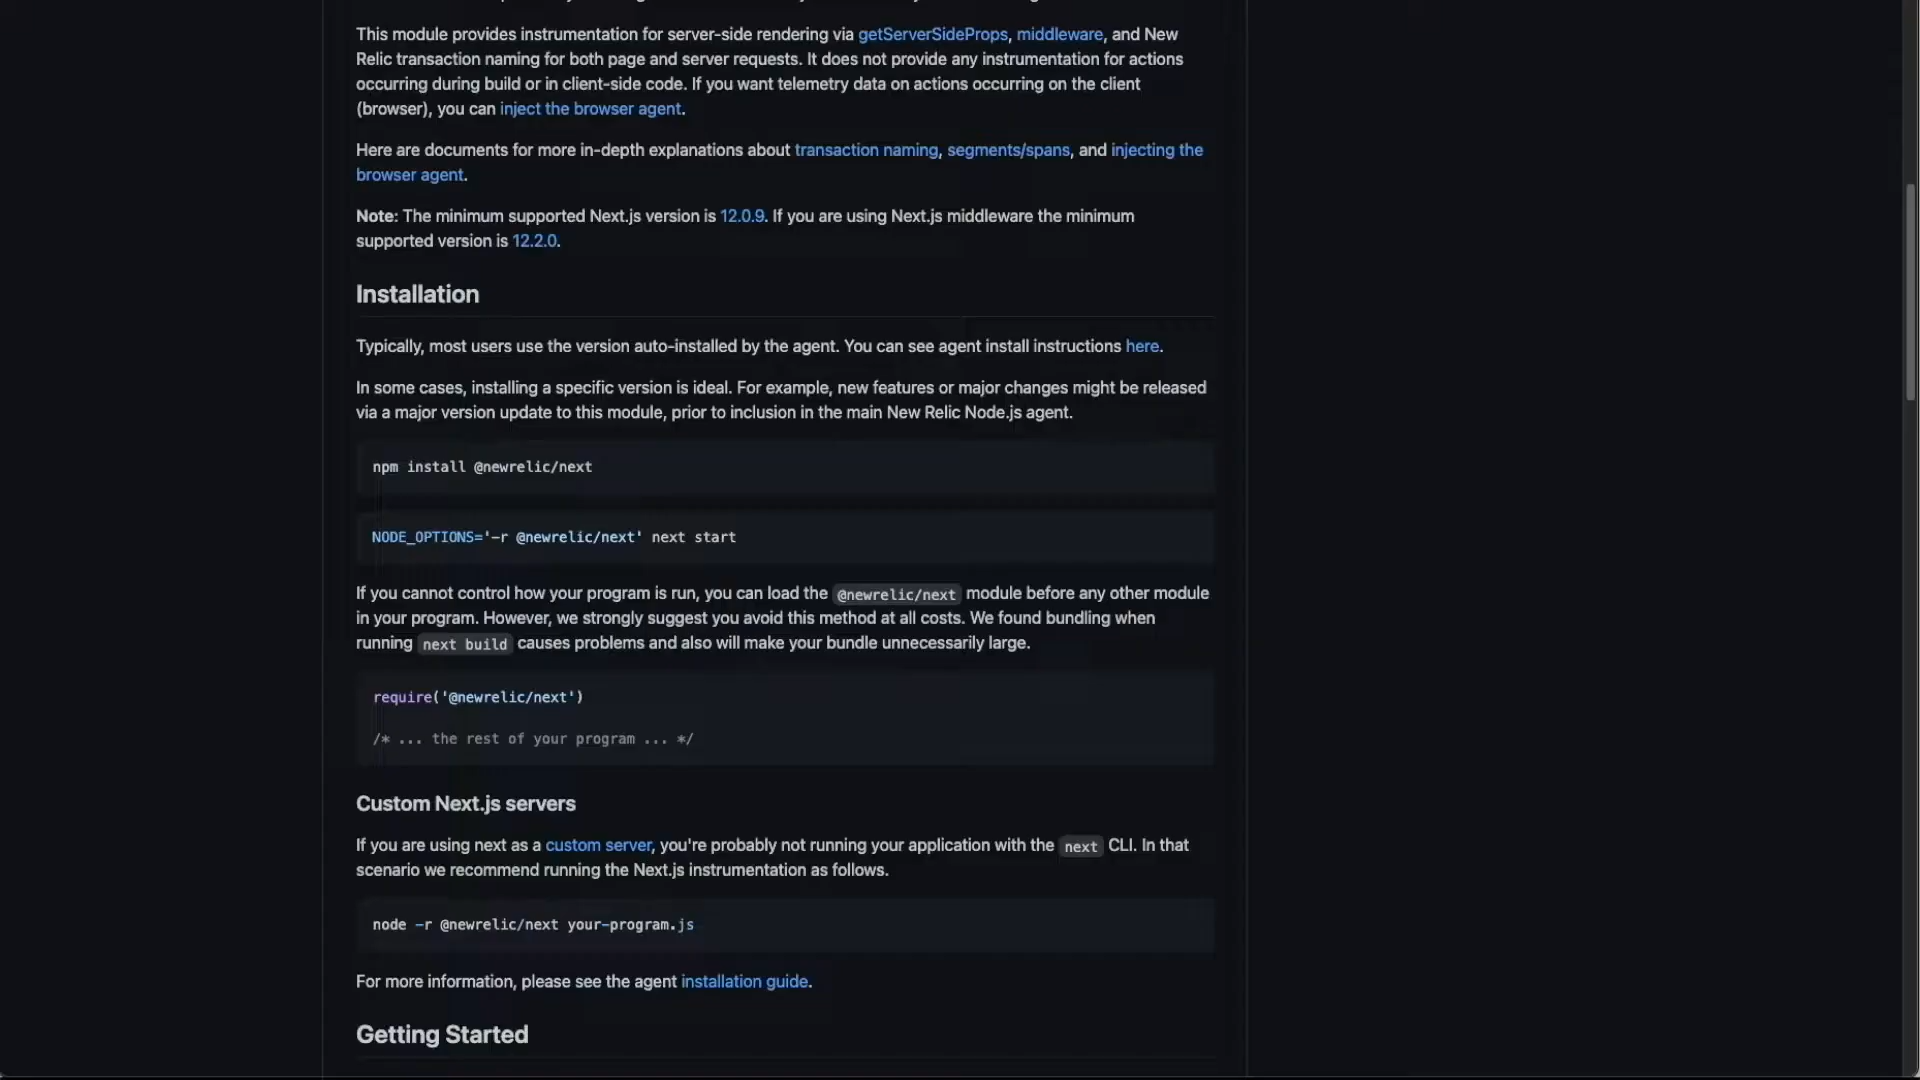 This module provides instrumentation for server-side rendering via getServerSideProps, middleware, and New
Relic transaction naming for both page and server requests. It does not provide any instrumentation for actions
occurring during build or in client-side code. If you want telemetry data on actions occurring on the client
(browser), you can inject the browser agent.
Here are documents for more in-depth explanations about transaction naming, segments/spans, and injecting the
browser agent.
Note: The minimum supported Next.js version is 12.0.9. If you are using Next.js middleware the minimum
supported version is 12.2.0.
Installation
Typically, most users use the version auto-installed by the agent. You can see agent install instructions here.
In some cases, installing a specific version is ideal. For example, new features or major changes might be released
via a major version update to this module, prior to inclusion in the main New Relic Node.js agent.
npm install @newrelic/next
NODE_OPTIONS='-r @newrelic/next' next start
If you cannot control how your program is run, you can load the @newrelic/next module before any other module
in your program. However, we strongly suggest you avoid this method at all costs. We found bundling when
running next build causes problems and also will make your bundle unnecessarily large.
require('@newrelic/next')
/* ... the rest of your program ... */
Custom Next.js servers
If you are using next as a custom server, you're probably not running your application with the next CLI. In that
scenario we recommend running the Next.js instrumentation as follows.
node -r @newrelic/next your-program.js
For more information, please see the agent installation guide.
Getting Started